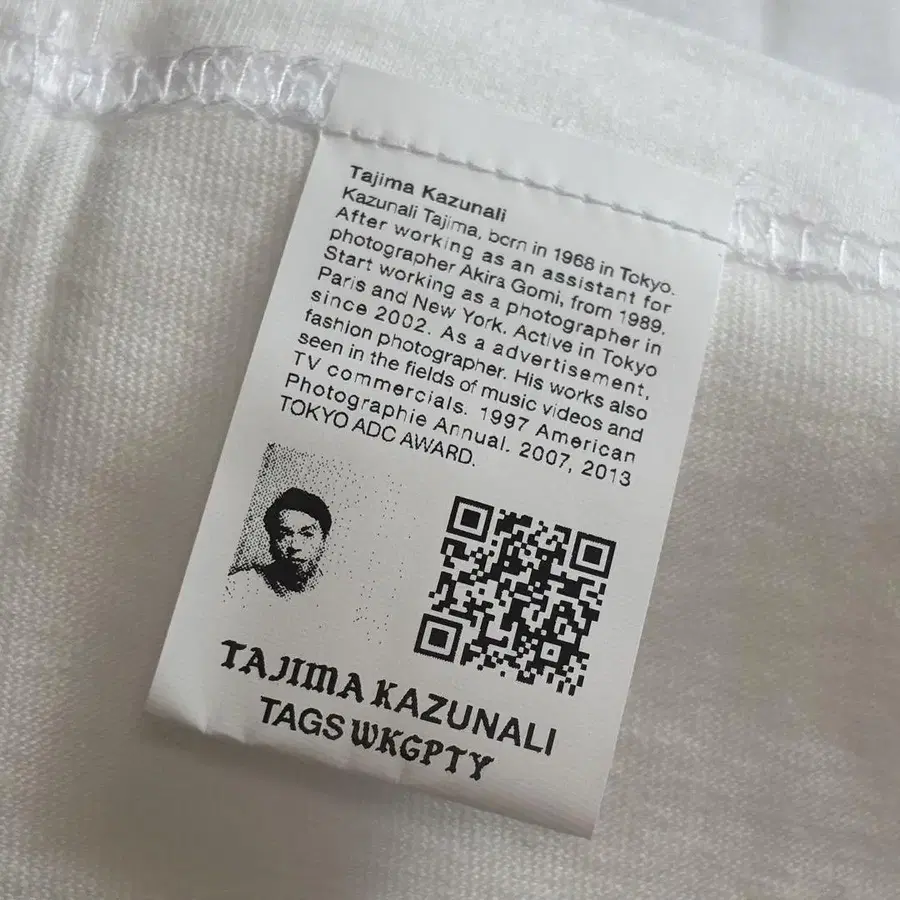 Tajima Kazunali
Kazunali Tajima, born in 1968 in Tokyo.
After working as an assistant for
photographer Akira Gomi, from 1989.
Start working as a photographer in
Paris and New York. Active in Tokyo
since 2002. As a advertisement,
fashion photographer. His works also
seen in the fields of music videos and
TV commercials. 1997 American
Photographie Annual. 2007, 2013
TOKYO ADC AWARD.
TAJIMA KAZUNALI
TAGS WKGPTY